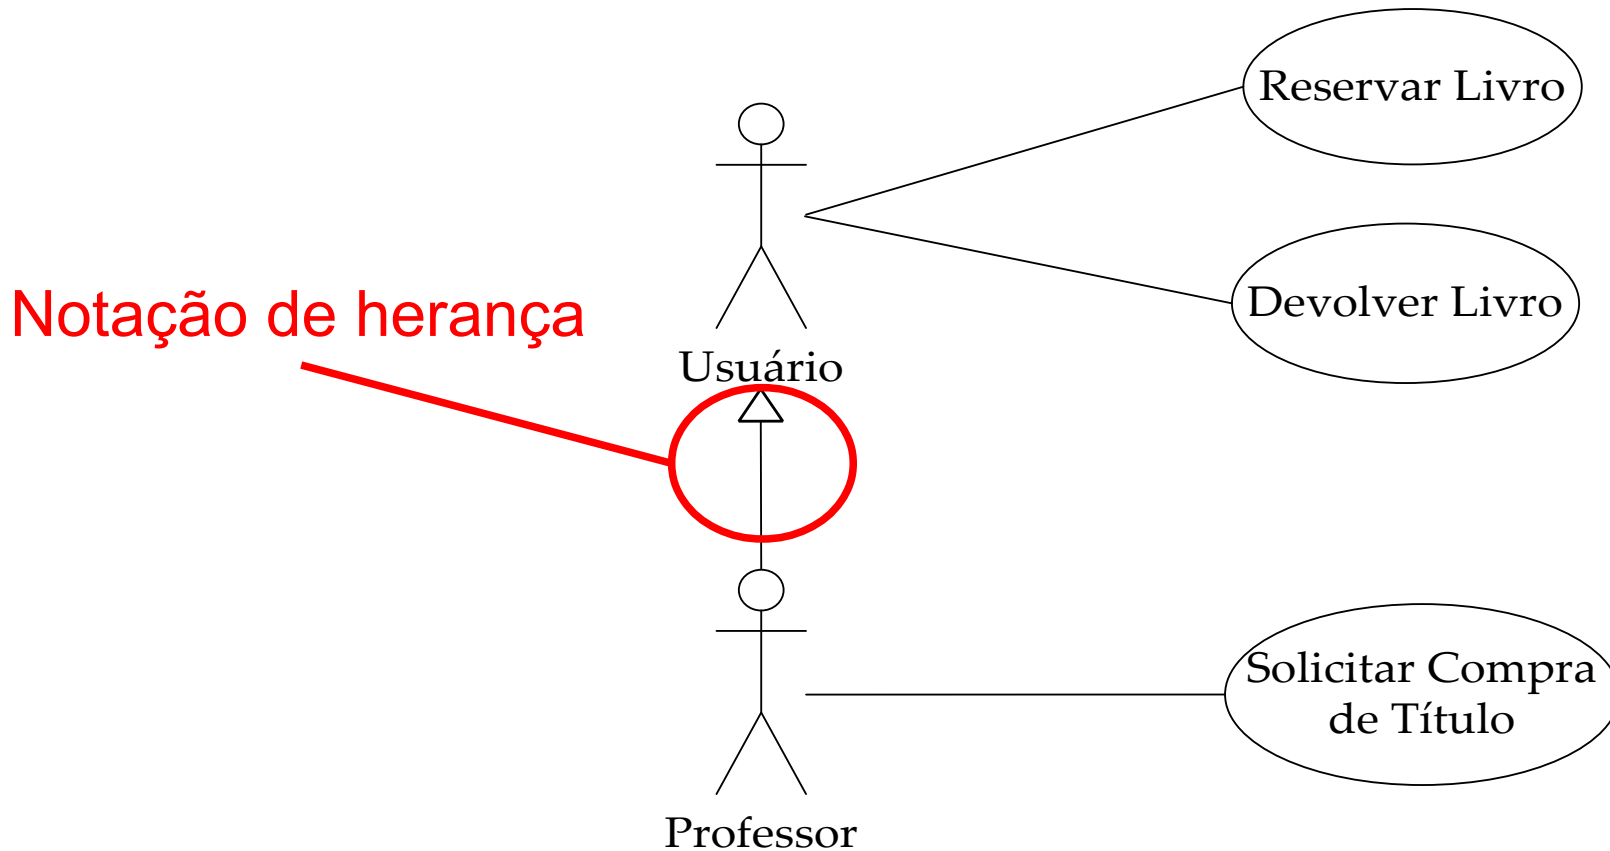 Reservar Livro
Devolver Livro
Notação de herança
Usuário
Solicitar Compra
de Título
Professor